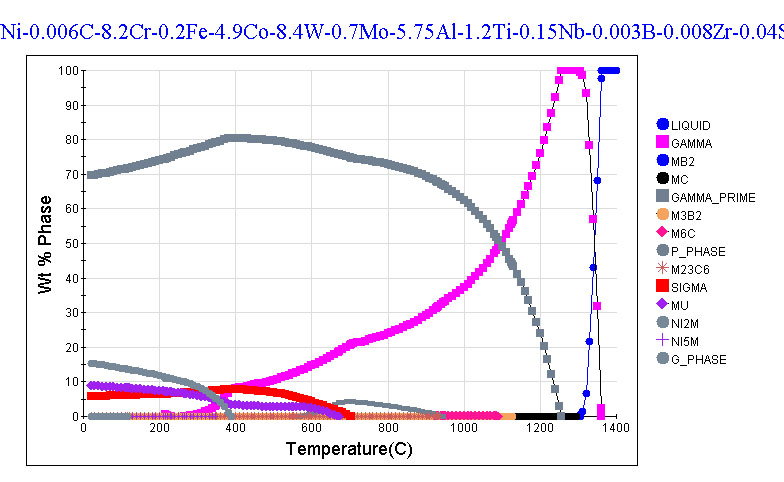 Ni-0.006C-8.2Cr-0.2Fe-4.9Co-8.4W-0.7Mo-5.75Al-1.2Ti-0.15Nb-0.003B-0.008Zr-0.04S
100
90
80
70
60
50
40
30
20
10
0
Wt % Phase
0 200 400 600 800 1000 1200 1400
Temperature(C)
LIQUID
GAMMA
MB2
MC
GAMMA_PRIME
M3B2
M6C
P_PHASE
M23C6
SIGMA
MU
NI2M
NI5M
G_PHASE